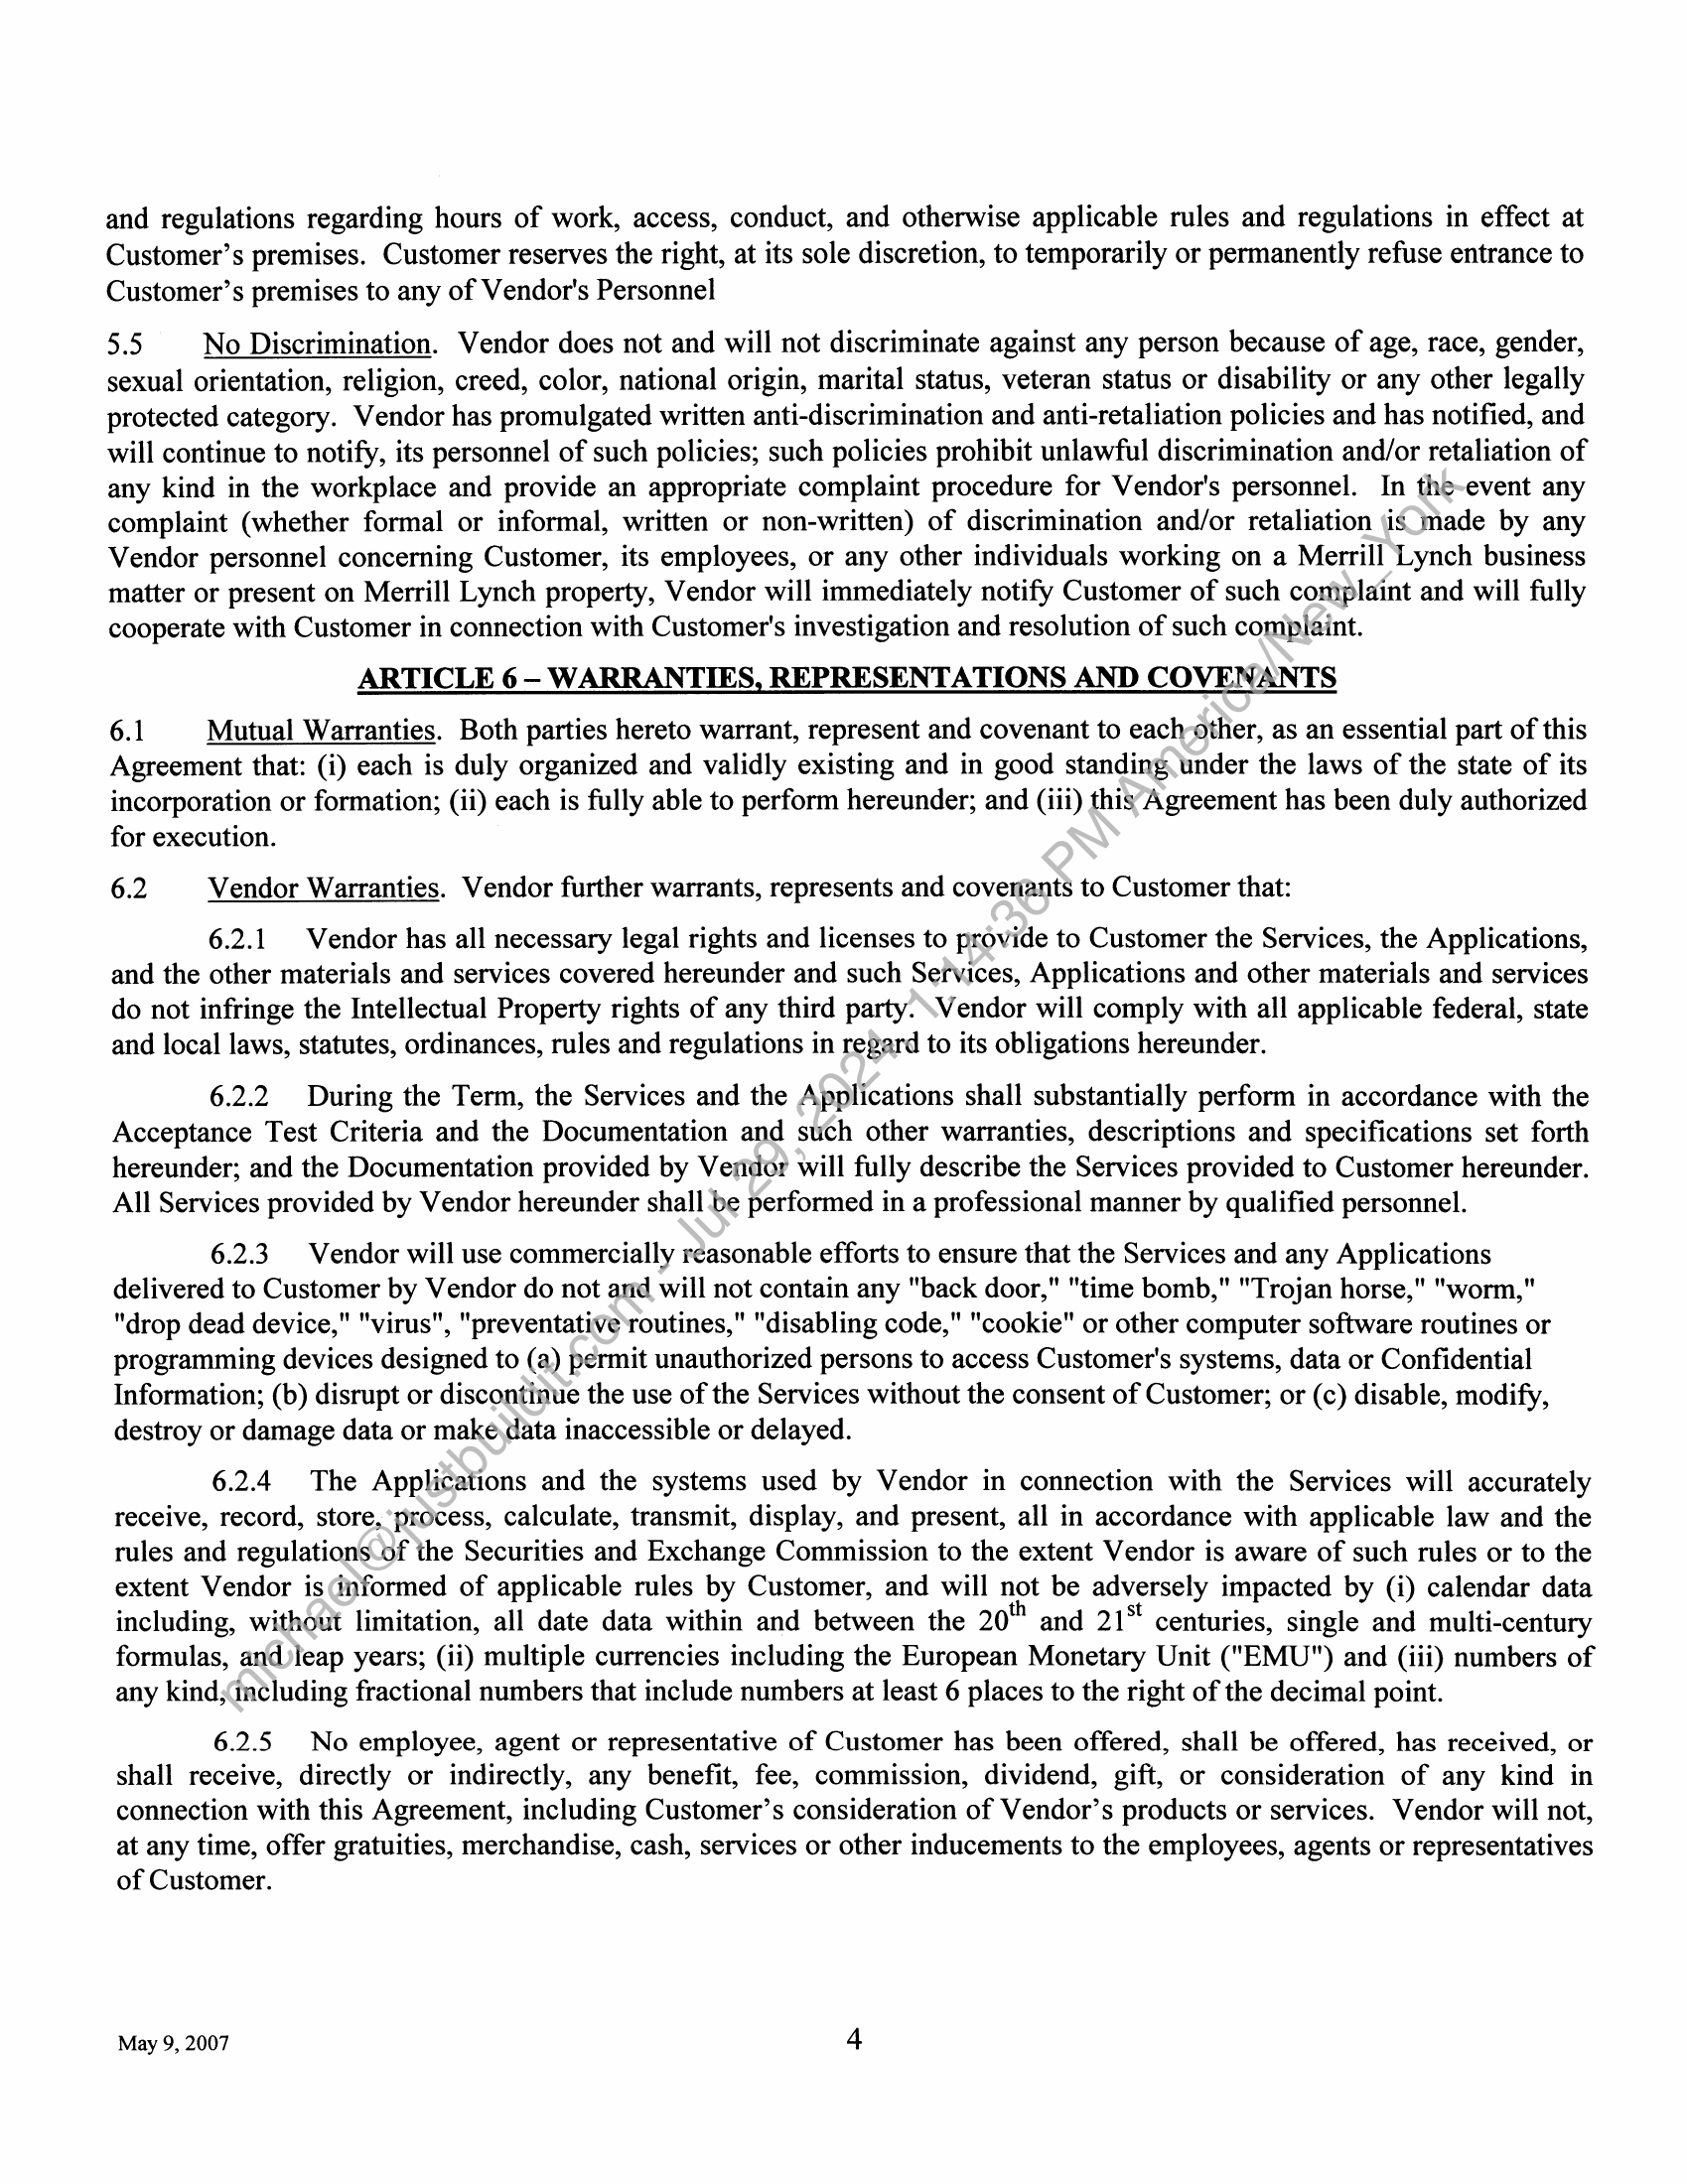 and regulations regarding hours of work, access, conduct, and otherwise applicable rules and regulations in effect at
Customer's premises. Customer reserves the right, at its sole discretion, to temporarily or permanently refuse entrance to
Customer's premises to any of Vendor's Personnel
5.5 No Discrimination. Vendor does not and will not discriminate against any person because of age, race, gender,
sexual orientation, religion, creed, color, national origin, marital status, veteran status or disability or any other legally
protected category. Vendor has promulgated written anti-discrimination and anti-retaliation policies and has notified, and
will continue to notify, its personnel of such policies; such policies prohibit unlawful discrimination and/or retaliation of
any kind in the workplace and provide an appropriate complaint procedure for Vendor's personnel. In the event any
complaint (whether formal or informal, written or non-written) of discrimination and/or retaliation is made by any
Vendor personnel concerning Customer, its employees, or any other individuals working on a Merrill Lynch business
matter or present on Merrill Lynch property, Vendor will immediately notify Customer of such complaint and will fully
cooperate with Customer in connection with Customer's investigation and resolution of such complaint.
ARTICLE 6 – WARRANTIES, REPRESENTATIONS AND COVENANTS
6.1 Mutual Warranties. Both parties hereto warrant, represent and covenant to each other, as an essential part of this
Agreement that: (i) each is duly organized and validly existing and in good standing under the laws of the state of its
incorporation or formation; (ii) each is fully able to perform hereunder; and (iii) this Agreement has been duly authorized
for execution.
6.2 Vendor Warranties. Vendor further warrants, represents and covenants to Customer that:
6.2.1 Vendor has all necessary legal rights and licenses to provide to Customer the Services, the Applications,
and the other materials and services covered hereunder and such Services, Applications and other materials and services
do not infringe the Intellectual Property rights of any third party. Vendor will comply with all applicable federal, state
and local laws, statutes, ordinances, rules and regulations in regard to its obligations hereunder.
6.2.2 During the Term, the Services and the Applications shall substantially perform in accordance with the
Acceptance Test Criteria and the Documentation and such other warranties, descriptions and specifications set forth
hereunder; and the Documentation provided by Vendor will fully describe the Services provided to Customer hereunder.
All Services provided by Vendor hereunder shall be performed in a professional manner by qualified personnel.
6.2.3 Vendor will use commercially reasonable efforts to ensure that the Services and any Applications
delivered to Customer by Vendor do not and will not contain any "back door," "time bomb," "Trojan horse," "worm,"
"drop dead device," "virus", "preventative routines," "disabling code," "cookie" or other computer software routines or
programming devices designed to (a) permit unauthorized persons to access Customer's systems, data or Confidential
Information; (b) disrupt or discontinue the use of the Services without the consent of Customer; or (c) disable, modify,
destroy or damage data or make data inaccessible or delayed.
6.2.4 The Applications and the systems used by Vendor in connection with the Services will accurately
receive, record, store, process, calculate, transmit, display, and present, all in accordance with applicable law and the
rules and regulations of the Securities and Exchange Commission to the extent Vendor is aware of such rules or to the
extent Vendor is informed of applicable rules by Customer, and will not be adversely impacted by (i) calendar data
including, without limitation, all date data within and between the 20th and 21st centuries, single and multi-century
formulas, and leap years; (ii) multiple currencies including the European Monetary Unit ("EMU") and (iii) numbers of
any kind, including fractional numbers that include numbers at least 6 places to the right of the decimal point.
6.2.5 No employee, agent or representative of Customer has been offered, shall be offered, has received, or
shall receive, directly or indirectly, any benefit, fee, commission, dividend, gift, or consideration of any kind in
connection with this Agreement, including Customer's consideration of Vendor's products or services. Vendor will not,
at any time, offer gratuities, merchandise, cash, services or other inducements to the employees, agents or representatives
of Customer.
May 9, 2007 4
michael@justbuildit.com - Jul 29, 2024, 1:14:36 PM America/New_York